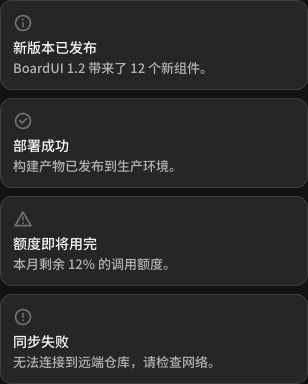 新版本已发布
BoardUI 1.2 带来了 12 个新组件。
部署成功
构建产物已发布到生产环境。
额度即将用完
本月剩余 12% 的调用额度。
同步失败
无法连接到远端仓库，请检查网络。